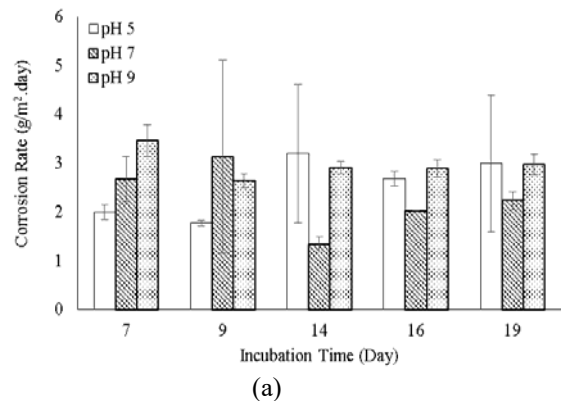 6
pH 5
pH 7
pH 9
5
4
3
2
1
0
Corrosion Rate (g/m².day)
7 9 14 16 19
Incubation Time (Day)
(a)